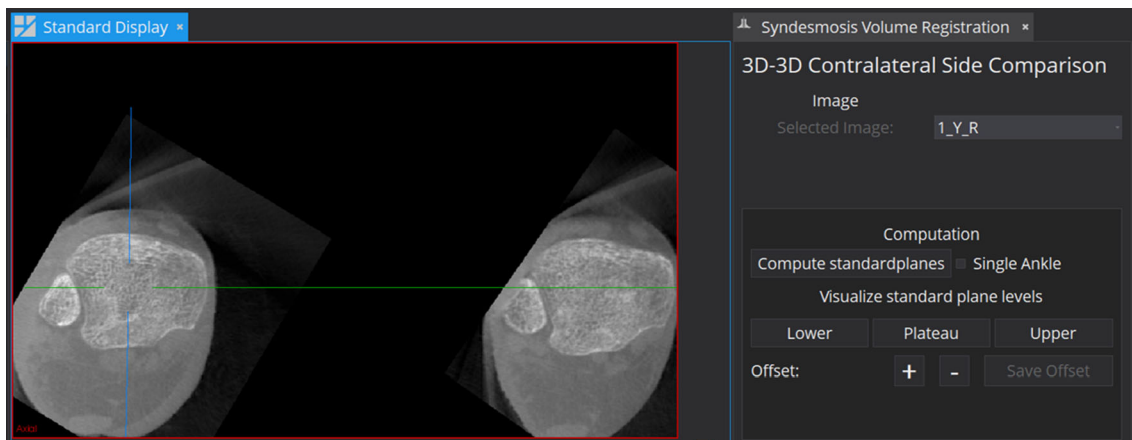 Standard Display ×
Syndesmosis Volume Registration ×
3D-3D Contralateral Side Comparison
Image
Selected Image: 1_Y_R
Computation
Compute standardplanes Single Ankle
Visualize standard plane levels
Lower Plateau Upper
Offset: + - Save Offset
Axial